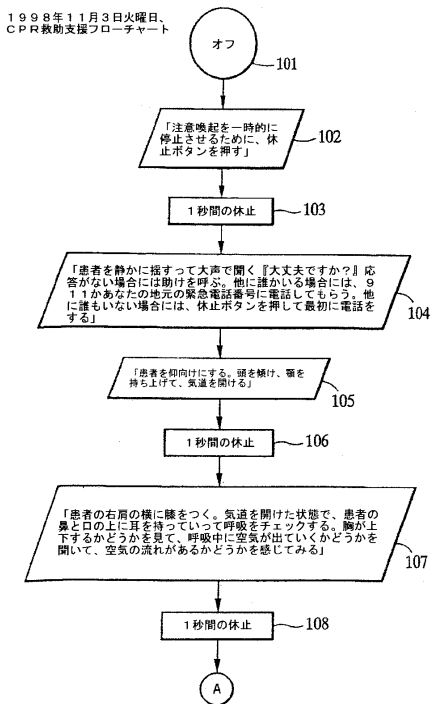 1998年11月3日火曜日、
CPR救助支援フローチャート
オフ
101
「注意喚起を一時的に
停止させるために、休
止ボタンを押す」
102
1秒間の休止
103
「患者を静かに揺すって大声で聞く『大丈夫ですか?』応
答がない場合には助けを呼ぶ。他に誰かいる場合には、9
11かあなたの地元の緊急電話番号に電話してもらう。他
に誰もいない場合には、休止ボタンを押して最初に電話を
する」
104
「患者を仰向けにする。頭を傾け、顎を
持ち上げて、気道を開ける」
105
1秒間の休止
106
「患者の右肩の横に膝をつく。気道を開けた状態で、患者の
鼻と口の上に耳を持っていって呼吸をチェックする。胸が上
下するかどうかを見て、呼吸中に空気が出ていくかどうかを
聞いて、空気の流れがあるかどうかを感じてみる」
107
1秒間の休止
108
A